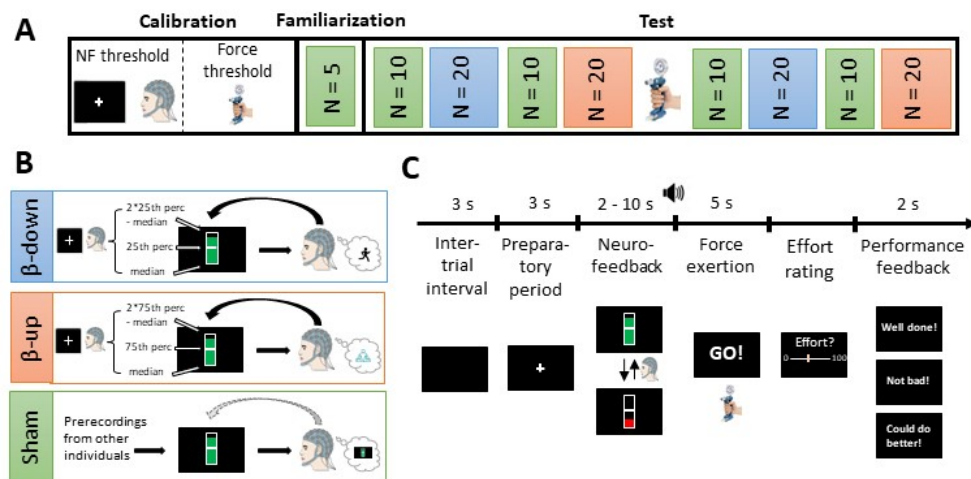 A
Calibration
Familiarization
Test
NF threshold
Force
threshold
N = 5
N = 10
N = 20
N = 10
N = 20
N = 10
N = 20
N = 10
N = 20
B
β-down
2*25th perc
- median
25th perc
median
β-up
2*75th perc
- median
75th perc
median
Sham
Prerecordings
from other
individuals
C
3 s
3 s
2 - 10 s
5 s
2 s
Inter-
trial
interval
Prepara-
tory
period
Neuro-
feedback
Force
exertion
Effort
rating
Performance
feedback
GO!
Effort?
0
100
Well done!
Not bad!
Could do
better!